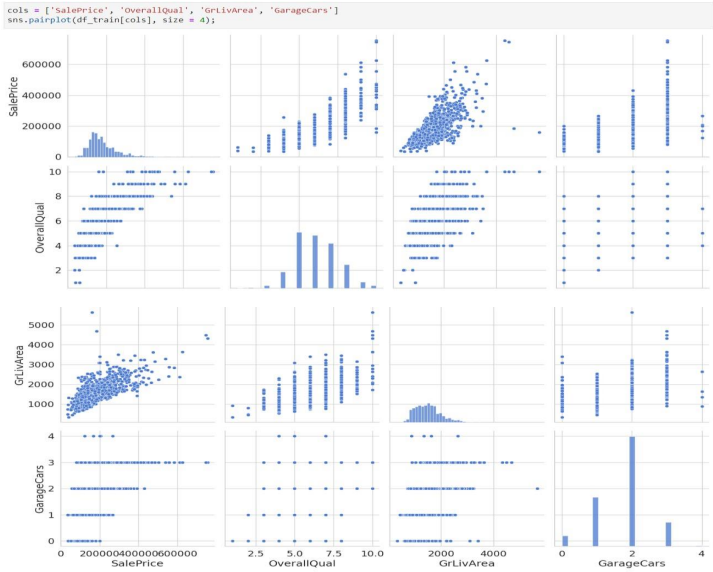 cols = ['SalePrice', 'OverallQual', 'GrLivArea', 'GarageCars']
sns.pairplot(df_train[cols], size = 4);
SalePrice
600000
400000
200000
0
OverallQual
10
8
6
4
2
GrLivArea
5000
4000
3000
2000
1000
GarageCars
4
3
2
1
0
0 200000400000600000
SalePrice
2.5 5.0 7.5 10.0
OverallQual
2000 4000
GrLivArea
0 2 4
GarageCars